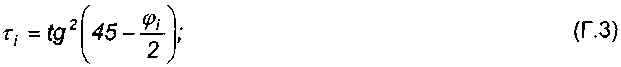 τᵢ = tg²(45 − φᵢ/2); (Г.3)